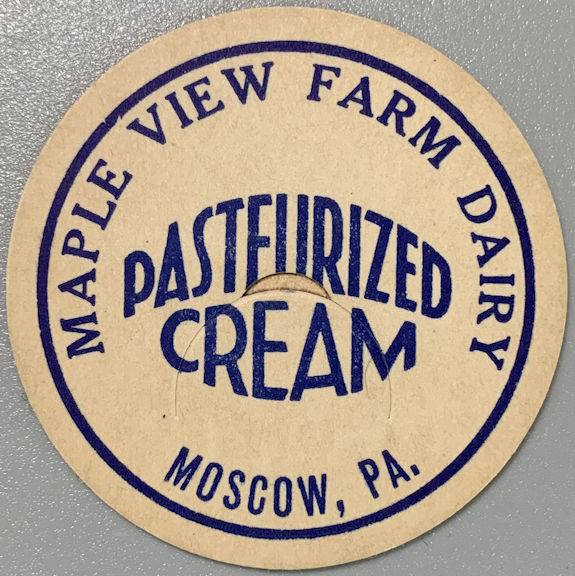 MAPLE VIEW FARM DAIRY
PASTEURIZED
CREAM
MOSCOW, PA.